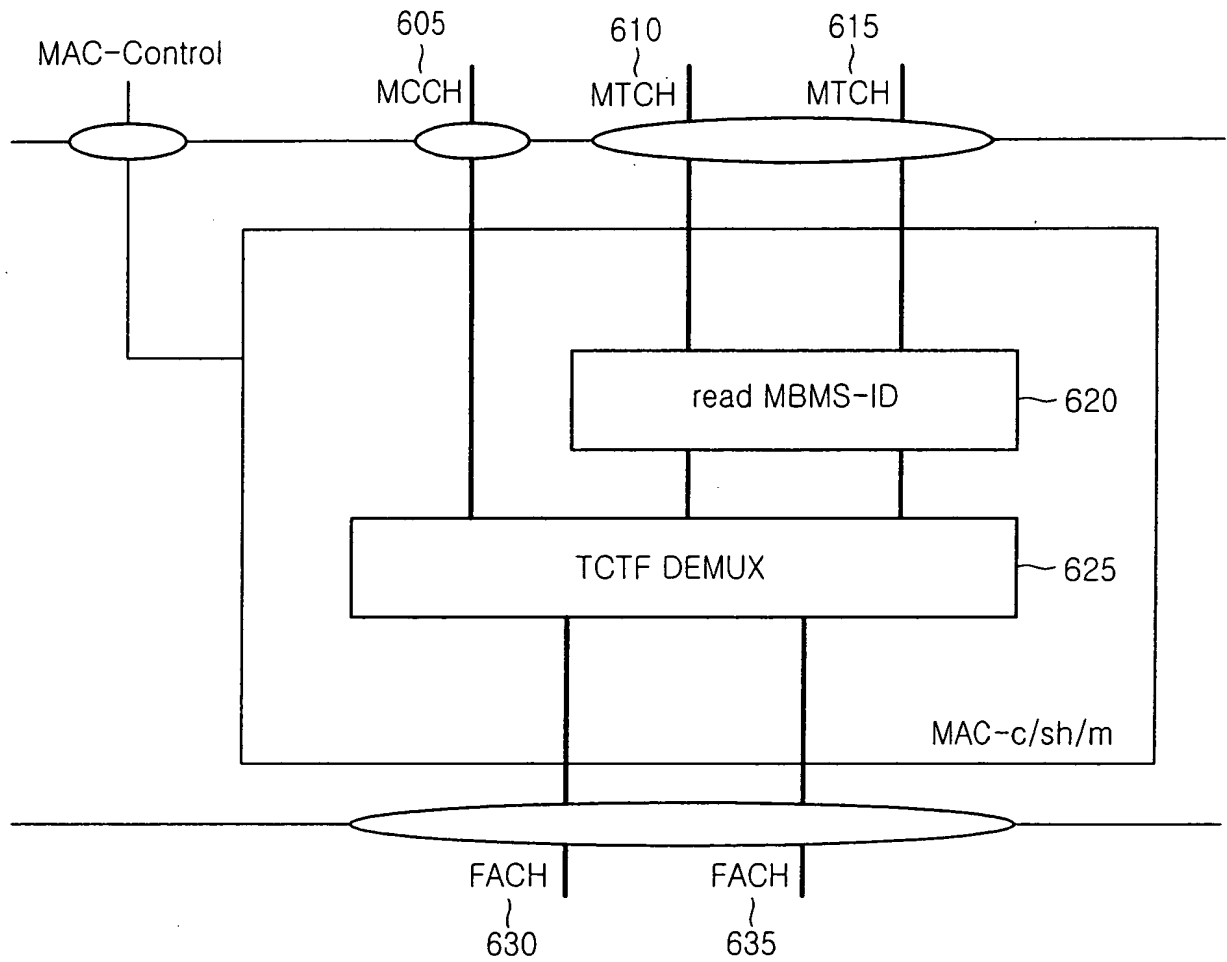 605
610
615
MAC-Control
MCCH
MTCH
MTCH
read MBMS-ID
620
TCTF DEMUX
625
MAC-c/sh/m
FACH
FACH
630
635